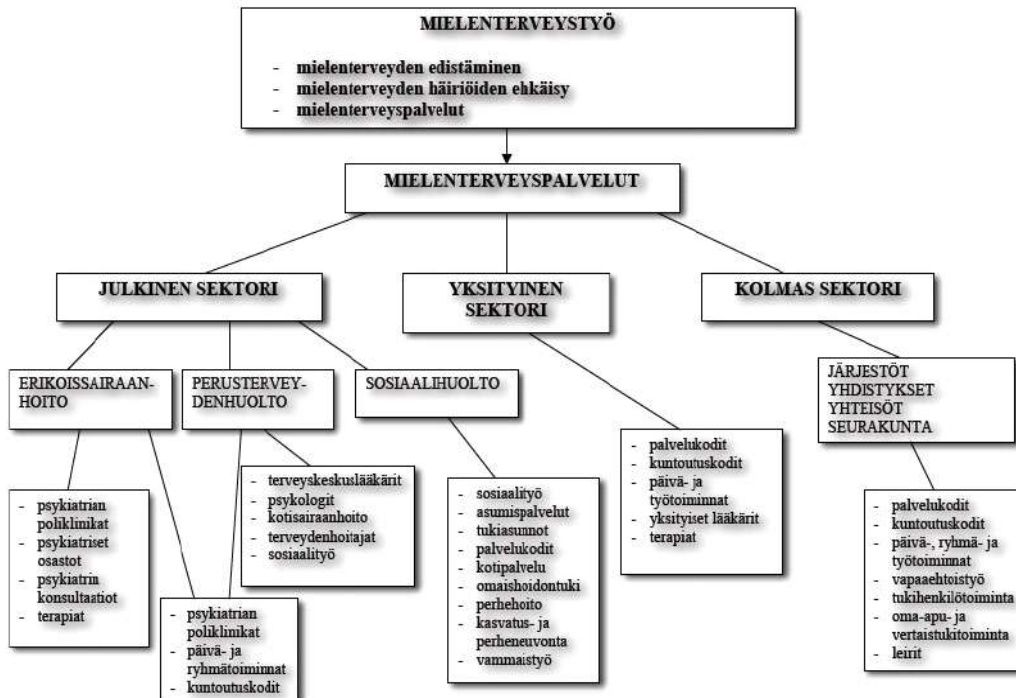 MIELENTERVEYSTYÖ
- mielenterveyden edistäminen
- mielenterveyden häiriöiden ehkäisy
- mielenterveyspalvelut
MIELENTERVEYSPALVELUT
JULKINEN SEKTORI
YKSITYINEN
SEKTORI
KOLMAS SEKTORI
ERIKOISSAIRAAN-
HOITO
PERUSTERVEY-
DENHUOLTO
SOSIAALIHUOLTO
JÄRJESTÖT
YHDISTYKSET
YHTEISÖT
SEURAKUNTA
- psykiatrian
poliklinikat
- psykiatriset
osastot
- psykiatrin
konsultaatiot
- terapiat
- psykiatrian
poliklinikat
- päivä- ja
ryhmätoiminnat
- kuntoutuskodit
- terveyskeskuslääkärit
- psykologit
- kotisairaanhoito
terveydenhoitajat
- sosiaalityö
- sosiaalityö
- asumispalvelut
- tukiasunnot
- palvelukodit
- kotipalvelu
- omaishoidontuki
- perhehoito
- kasvatus- ja
perheneuvonta
- vammaistyö
- palvelukodit
- kuntoutuskodit
- päivä- ja
työtoiminnat
- yksityiset lääkärit
- terapiat
- palvelukodit
- kuntoutuskodit
- päivä-, ryhmä- ja
työtoiminnat
- vapaaehtoistyö
- tukihenkilötoiminta
- oma-apu- ja
vertaistukitoiminta
- leirit